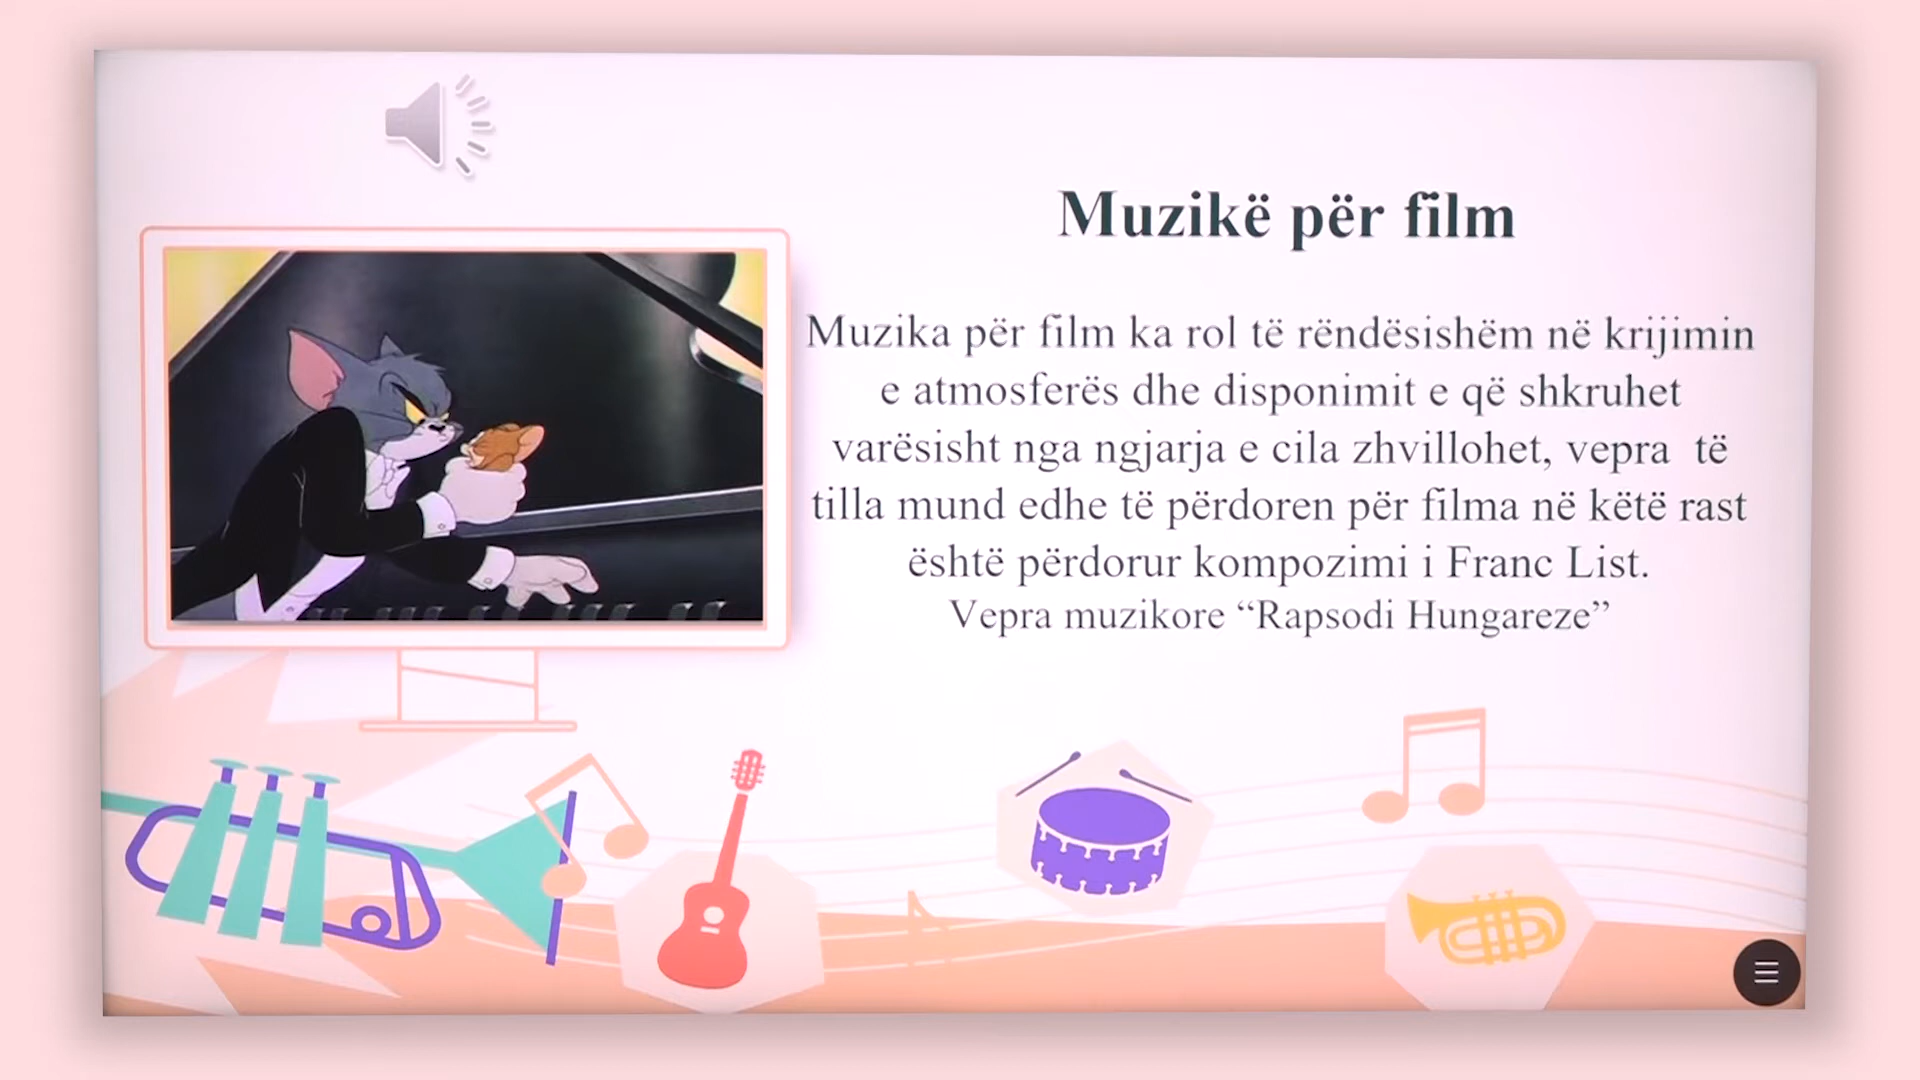 Muzikë për film
Muzika për film ka rol të rëndësishëm në krijimin
e atmosferës dhe disponimit e që shkruhet
varësisht nga ngjarja e cila zhvillohet, vepra të
tilla mund edhe të përdoren për filma në këtë rast
është përdorur kompozimi i Franc List.
Vepra muzikore “Rapsodi Hungareze”